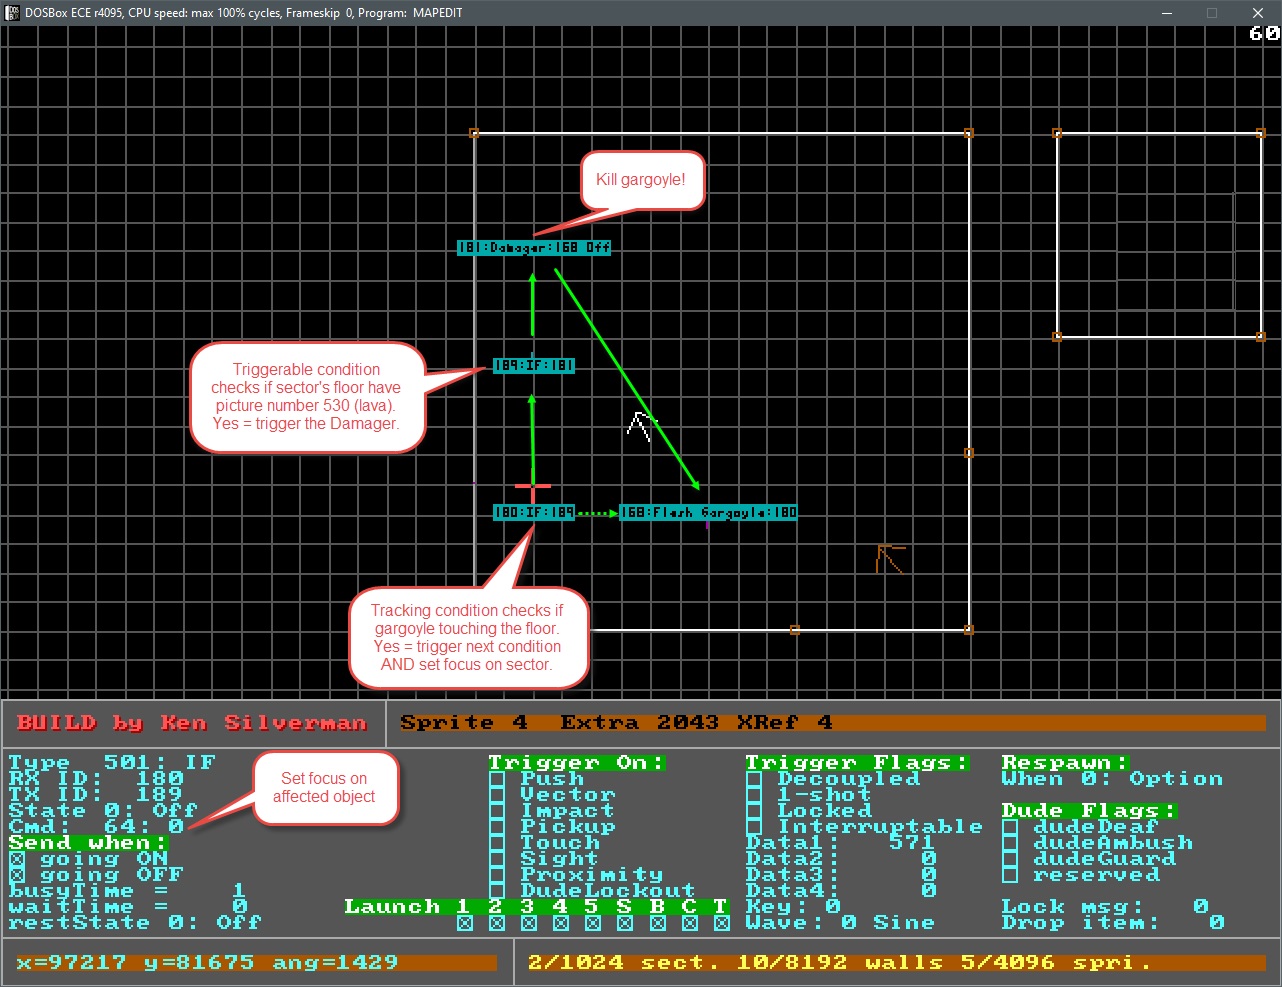 DOSBox ECE r4095, CPU speed: max 100% cycles, Frameskip 0, Program: MAPEDIT
60
Kill gargoyle!
181:Damager:168 Off
Triggerable condition
checks if sector's floor have
picture number 530 (lava).
Yes = trigger the Damager.
189:IF:181
180:IF:189
168:Flesh Gargoyle:180
Tracking condition checks if
gargoyle touching the floor.
Yes = trigger next condition
AND set focus on sector.
BUILD by Ken Silverman
Sprite 4 Extra 2043 XRef 4
Type 501: IF
RX ID: 180
TX ID: 189
State 0: Off
Cmd: 64: 0
Send when:
going ON
going OFF
busyTime = 1
waitTime = 0
restState 0: Off
Set focus on
affected object
Trigger On:
Push
Vector
Impact
Pickup
Touch
Sight
Proximity
DudeLockout
Launch 1 2 3 4 5 S B C T
Trigger Flags:
Decoupled
1-shot
Locked
Interruptable
Data1: 571
Data2: 0
Data3: 0
Data4: 0
Key: 0
Wave: 0 Sine
Respawn:
When 0: Option
Dude Flags:
dudeDeaf
dudeAmbush
dudeGuard
reserved
Lock msg: 0
Drop item: 0
x=97217 y=81675 ang=1429
2/1024 sect. 10/8192 walls 5/4096 spri.